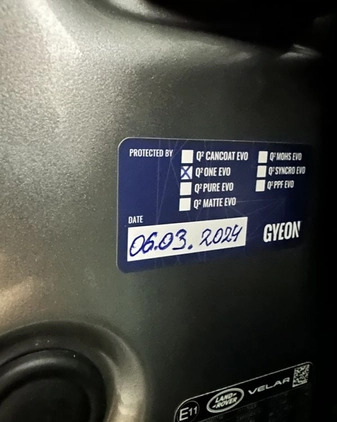 PROTECTED BY
Q² CANCOAT EVO
Q² ONE EVO
Q² PURE EVO
Q² MATTE EVO
Q² MOHS EVO
Q² SYNCRO EVO
Q² PPF EVO
DATE
06.03.2024
GYEON
E11
LAND
ROVER
VELAR